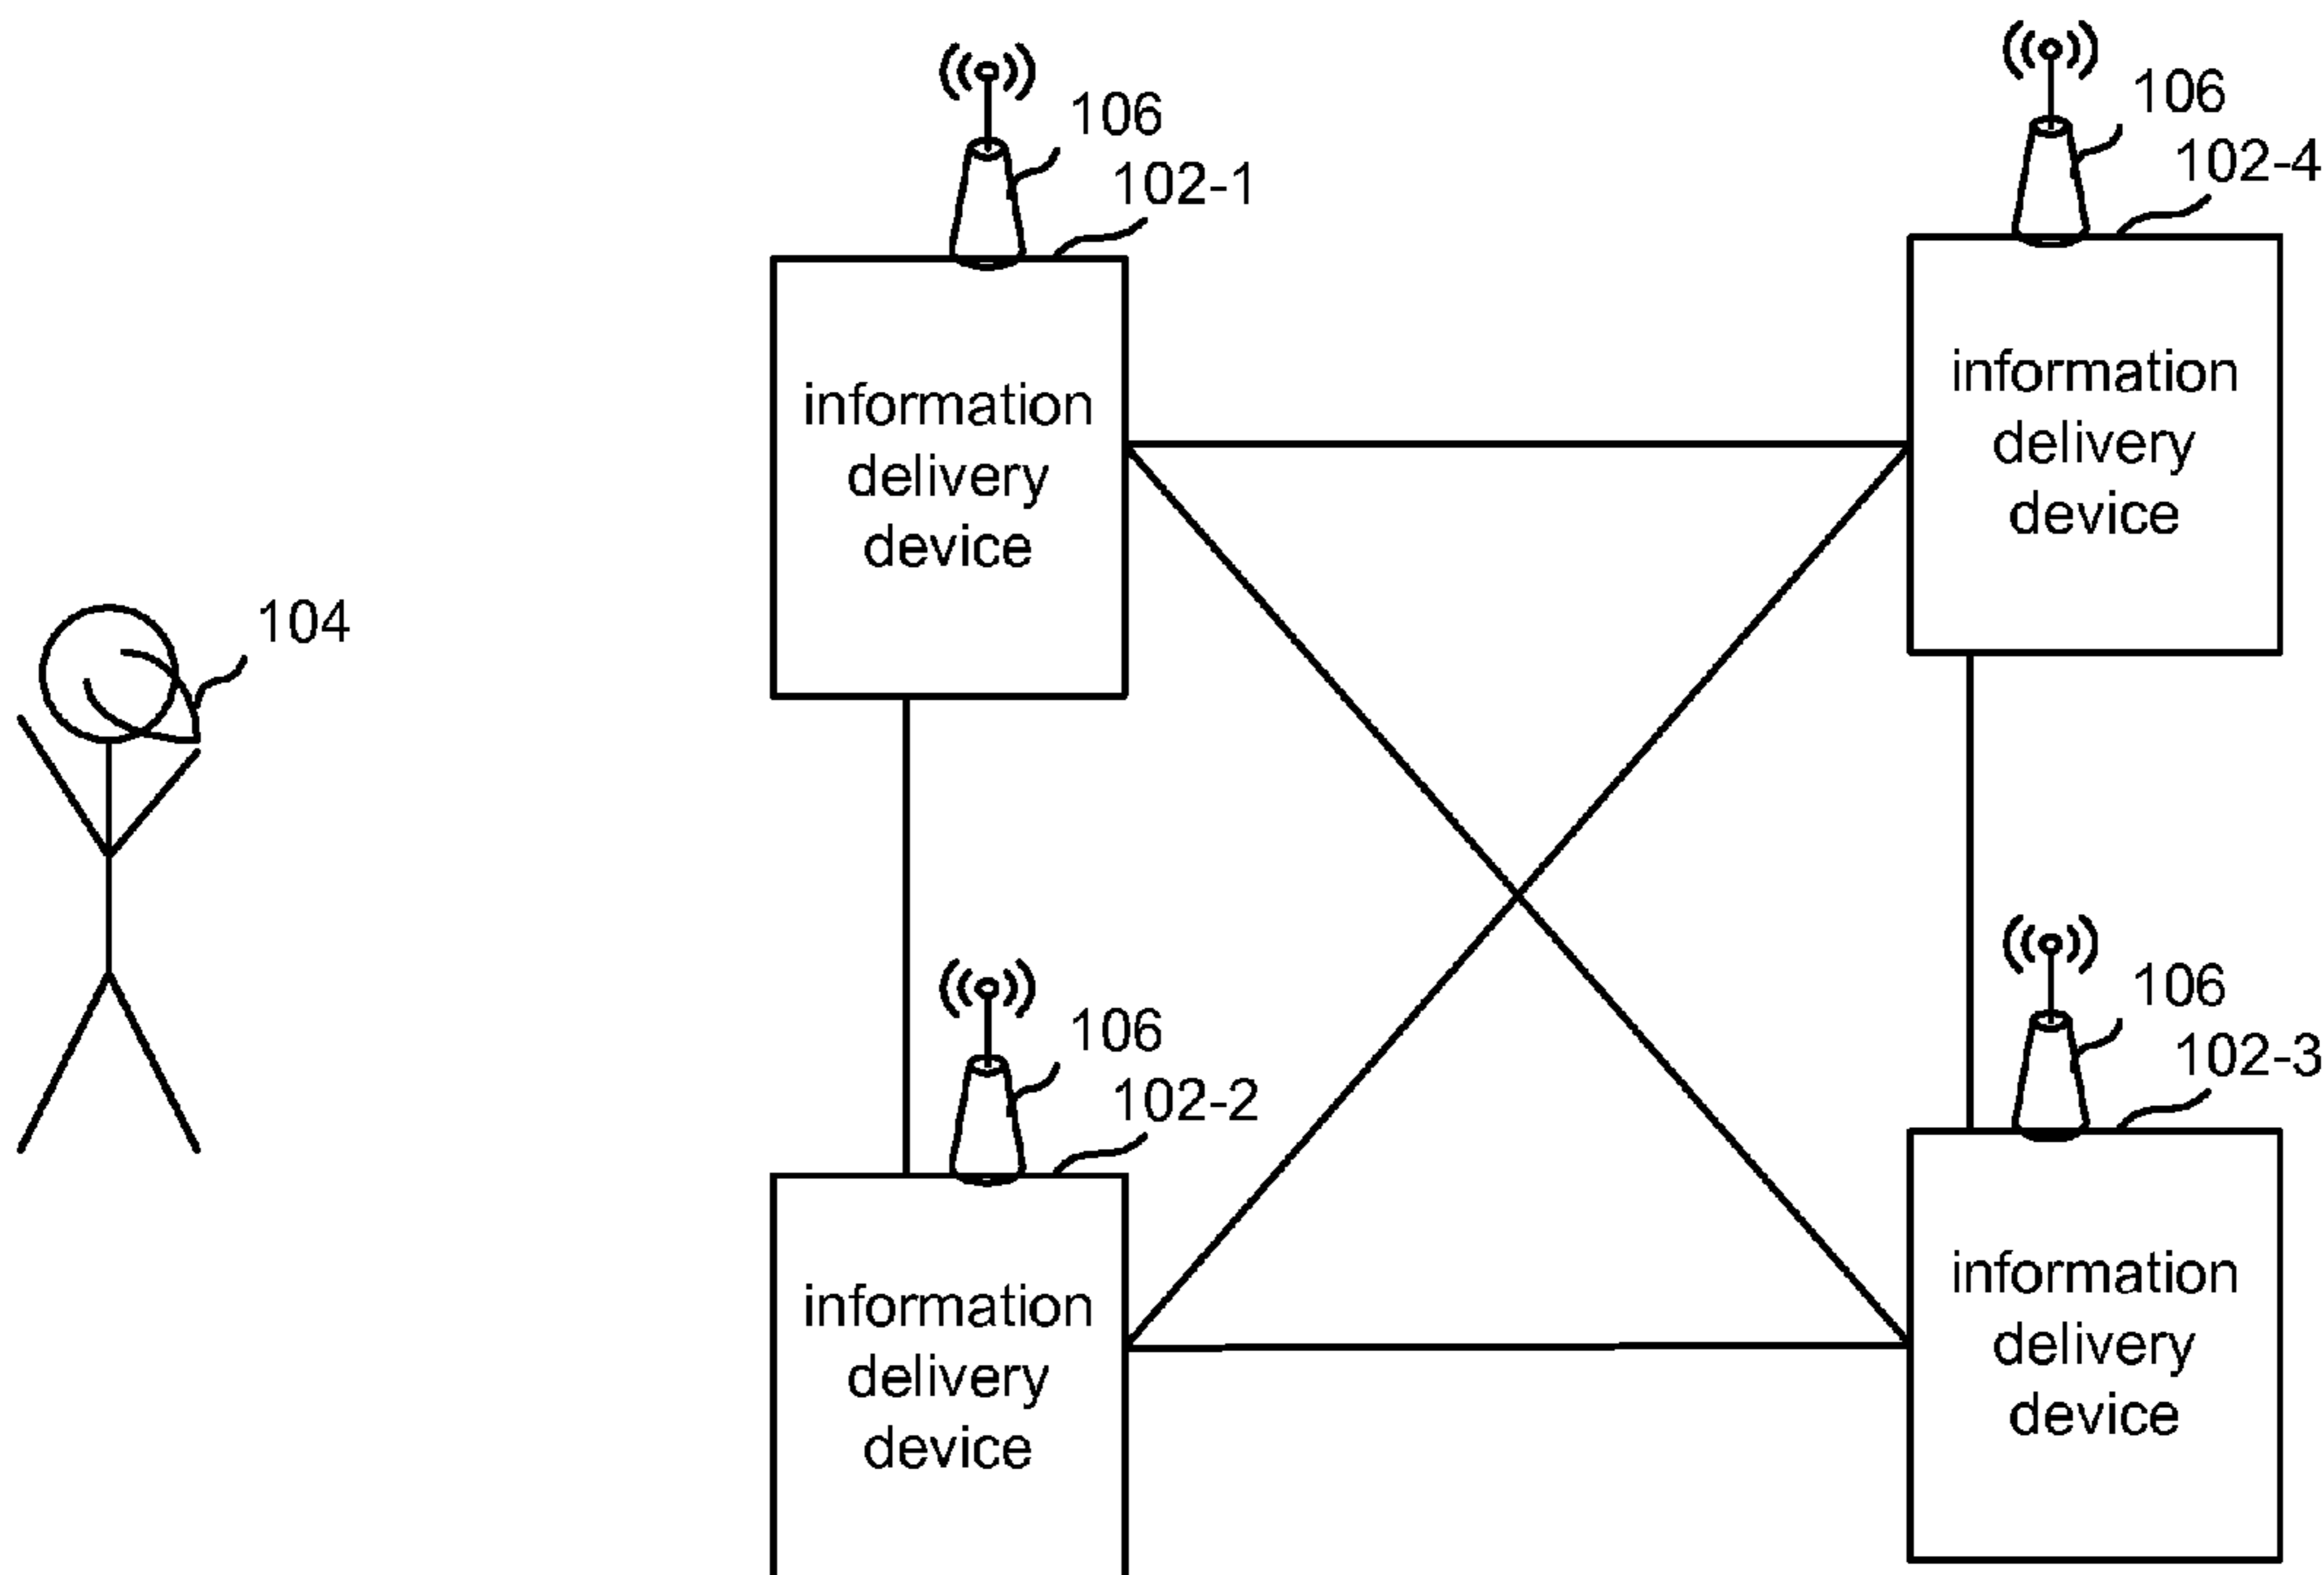 106
102-1
information
delivery
device
106
102-4
information
delivery
device
104
106
102-2
information
delivery
device
106
102-3
information
delivery
device